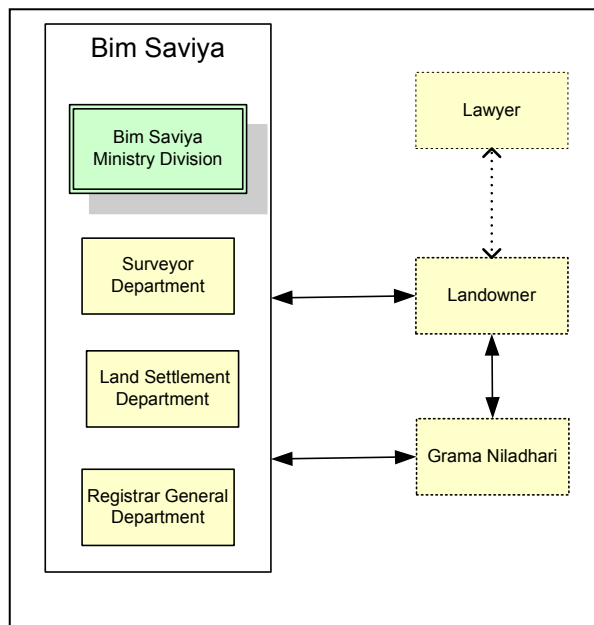 Bim Saviya
Bim Saviya
Ministry Division
Surveyor
Department
Land Settlement
Department
Registrar General
Department
Lawyer
Landowner
Grama Niladhari